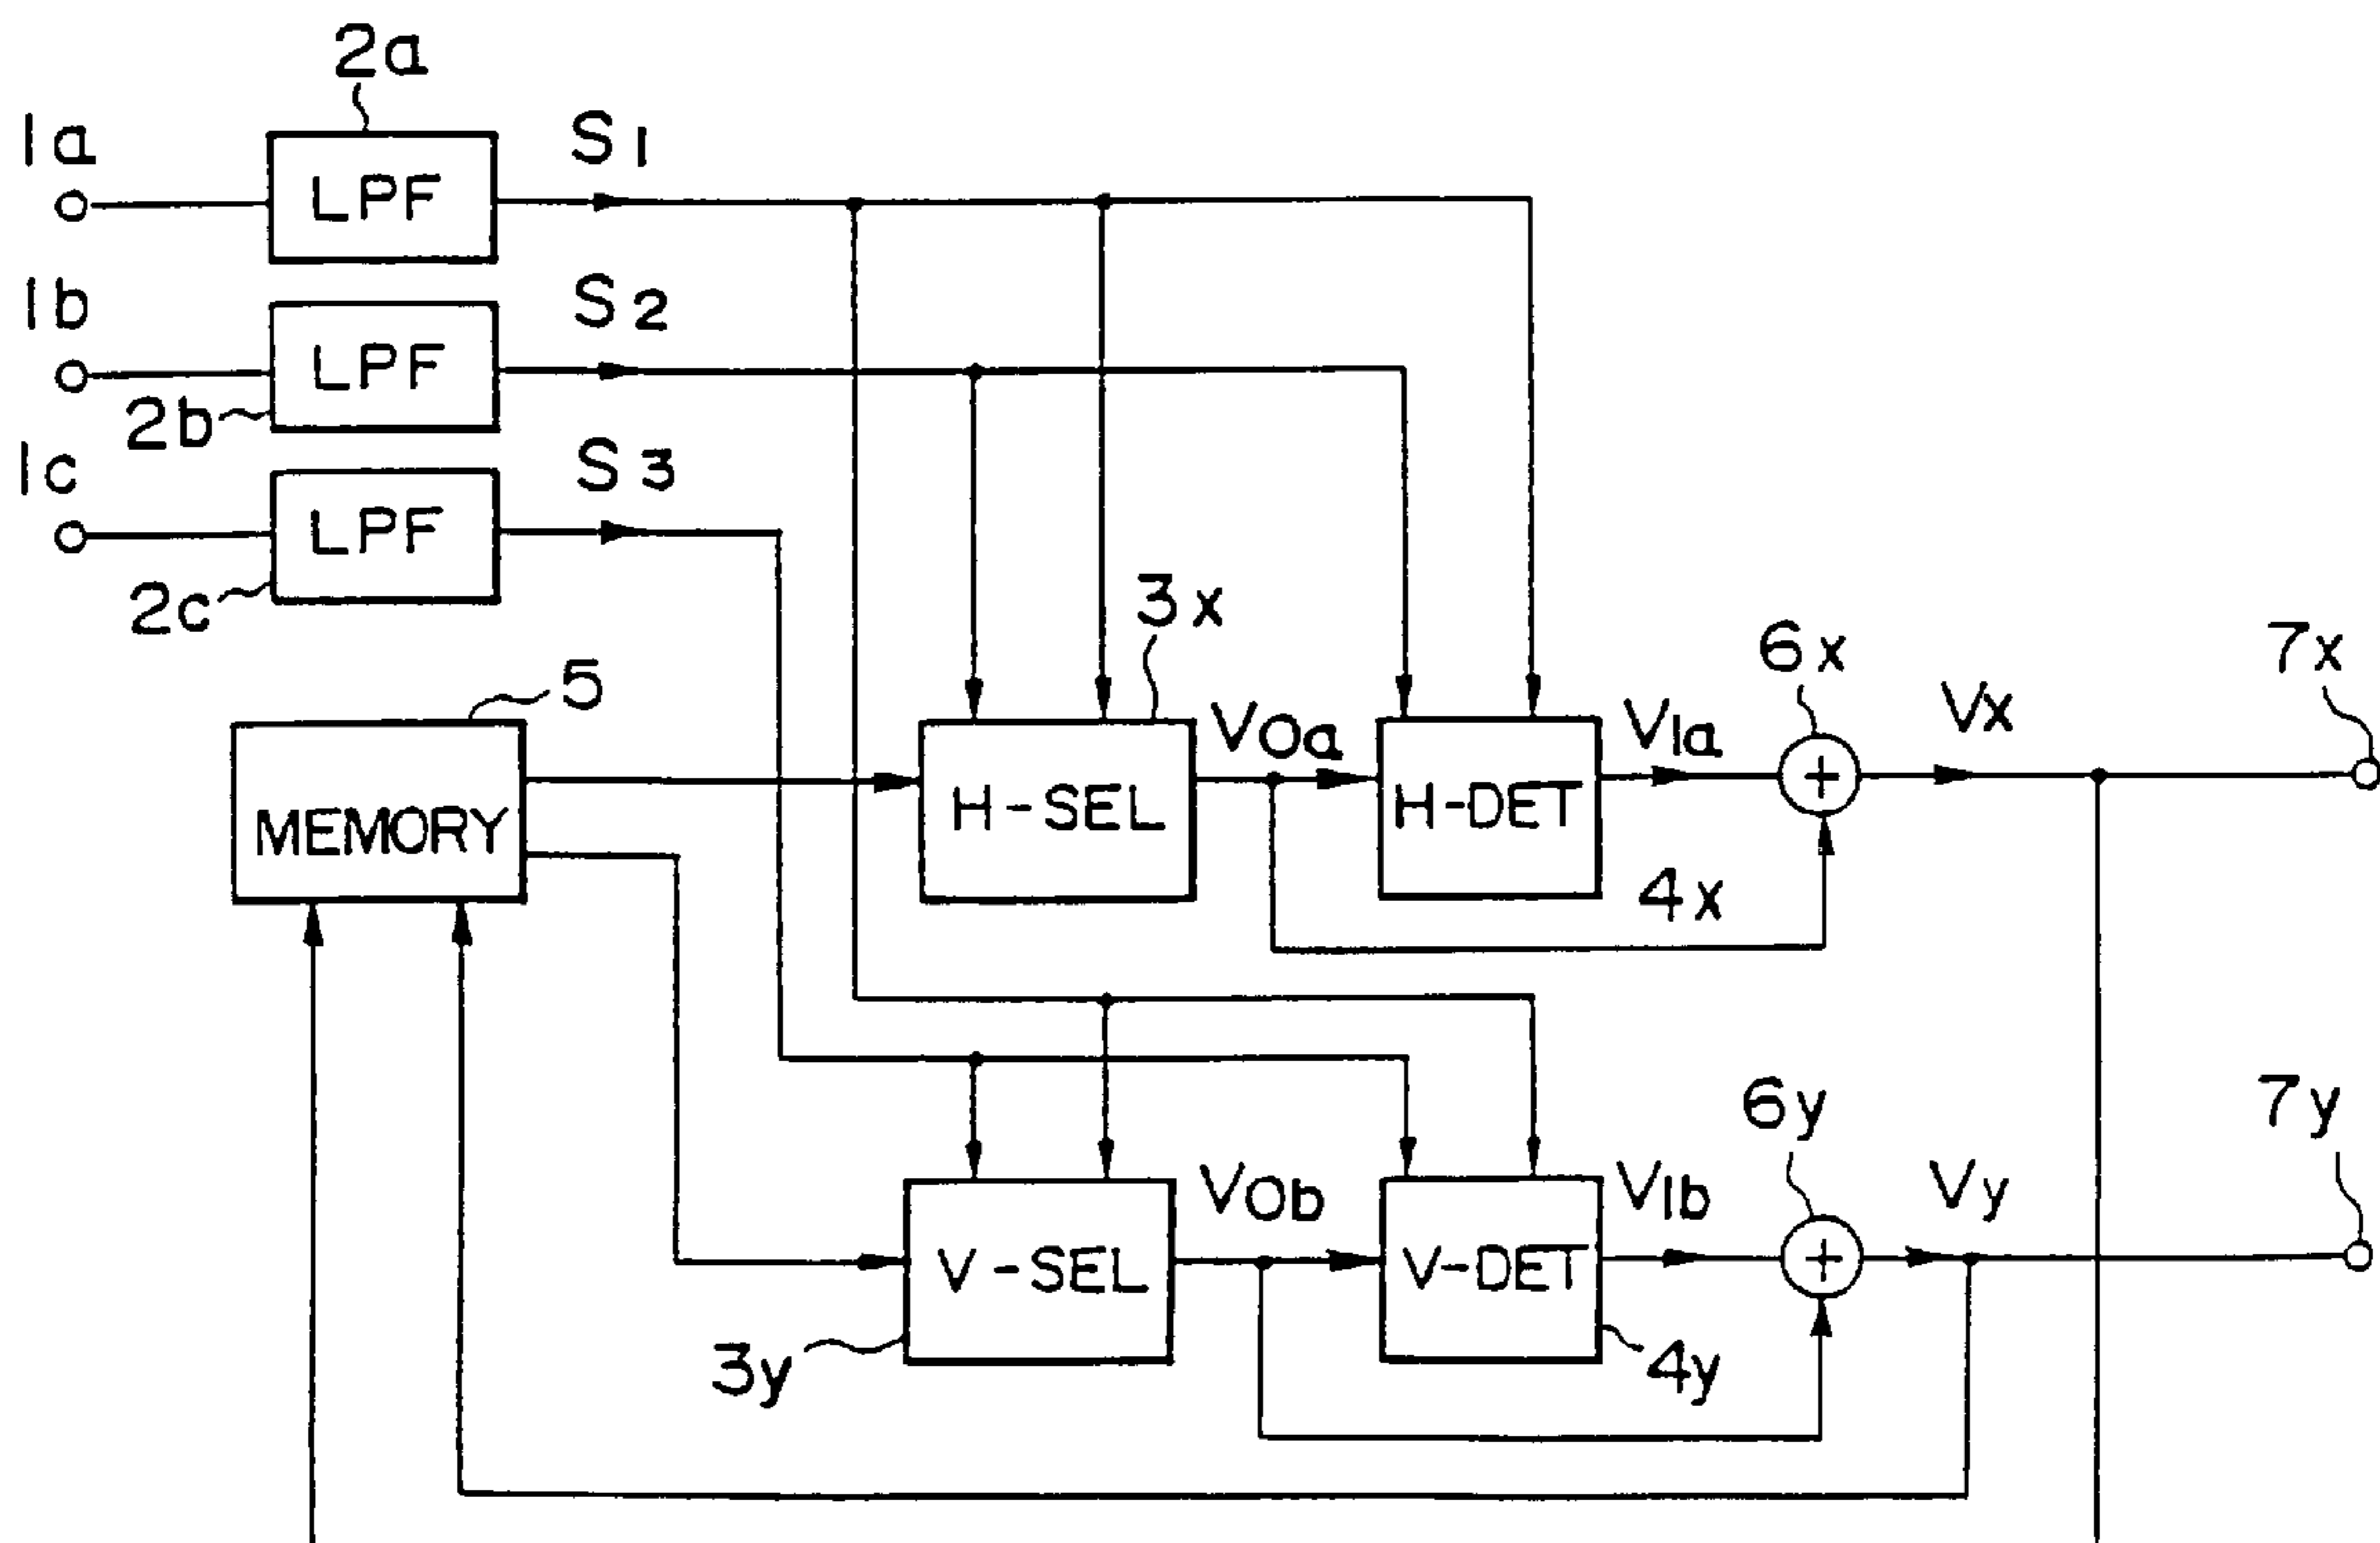 2a
1a
LPF
S1
1b
LPF
S2
2b
1c
LPF
S3
2c
3x
5
6x
7x
MEMORY
H-SEL
V0a
H-DET
V1a
Vx
4x
V-SEL
V0b
V-DET
V1b
6y
Vy
7y
3y
4y